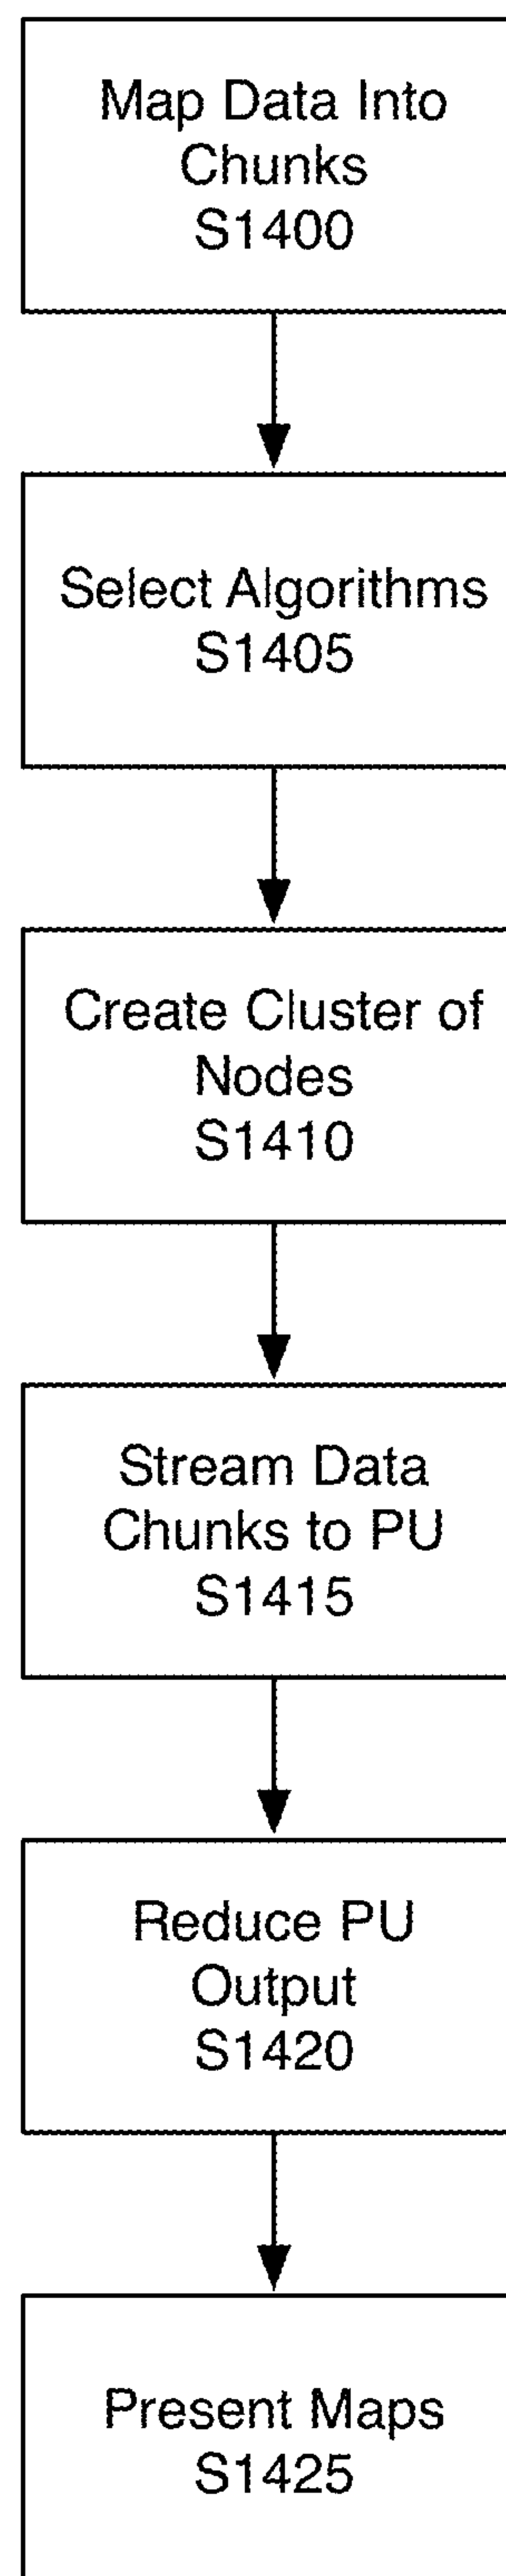 Map Data Into
Chunks
S1400
Select Algorithms
S1405
Create Cluster of
Nodes
S1410
Stream Data
Chunks to PU
S1415
Reduce PU
Output
S1420
Present Maps
S1425